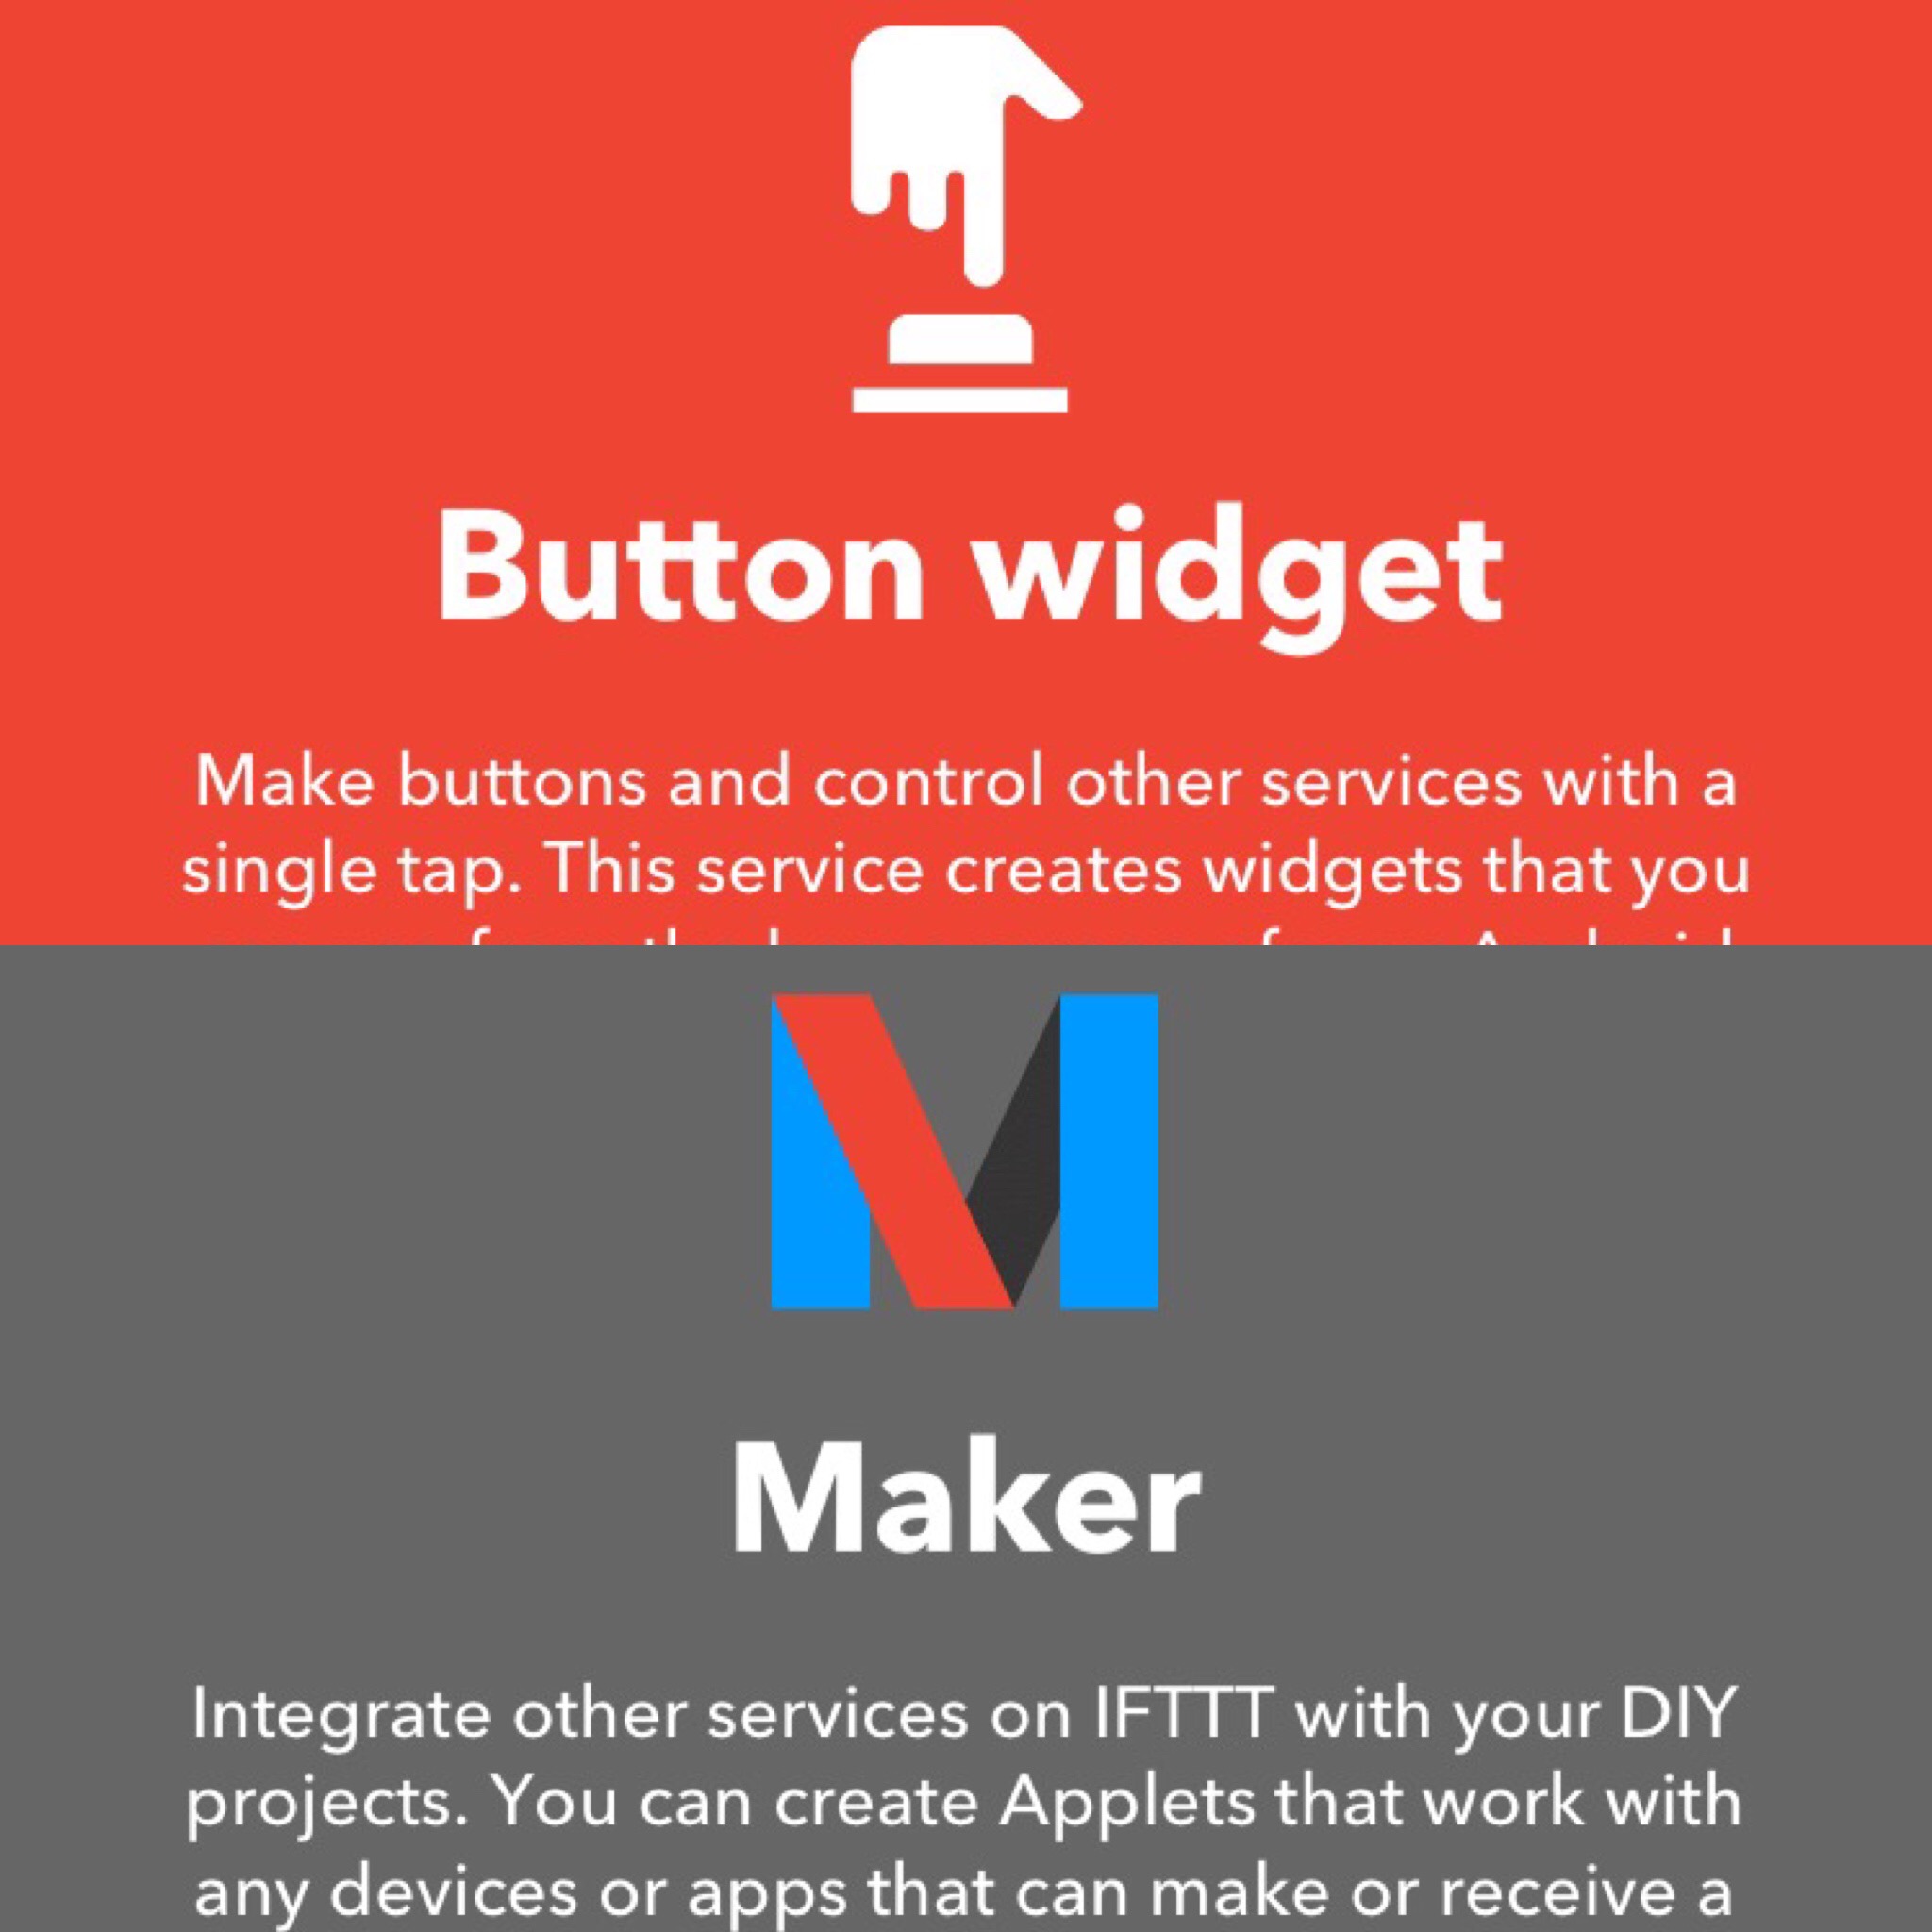 Button widget
Make buttons and control other services with a
single tap. This service creates widgets that you
Maker
Integrate other services on IFTTT with your DIY
projects. You can create Applets that work with
any devices or apps that can make or receive a